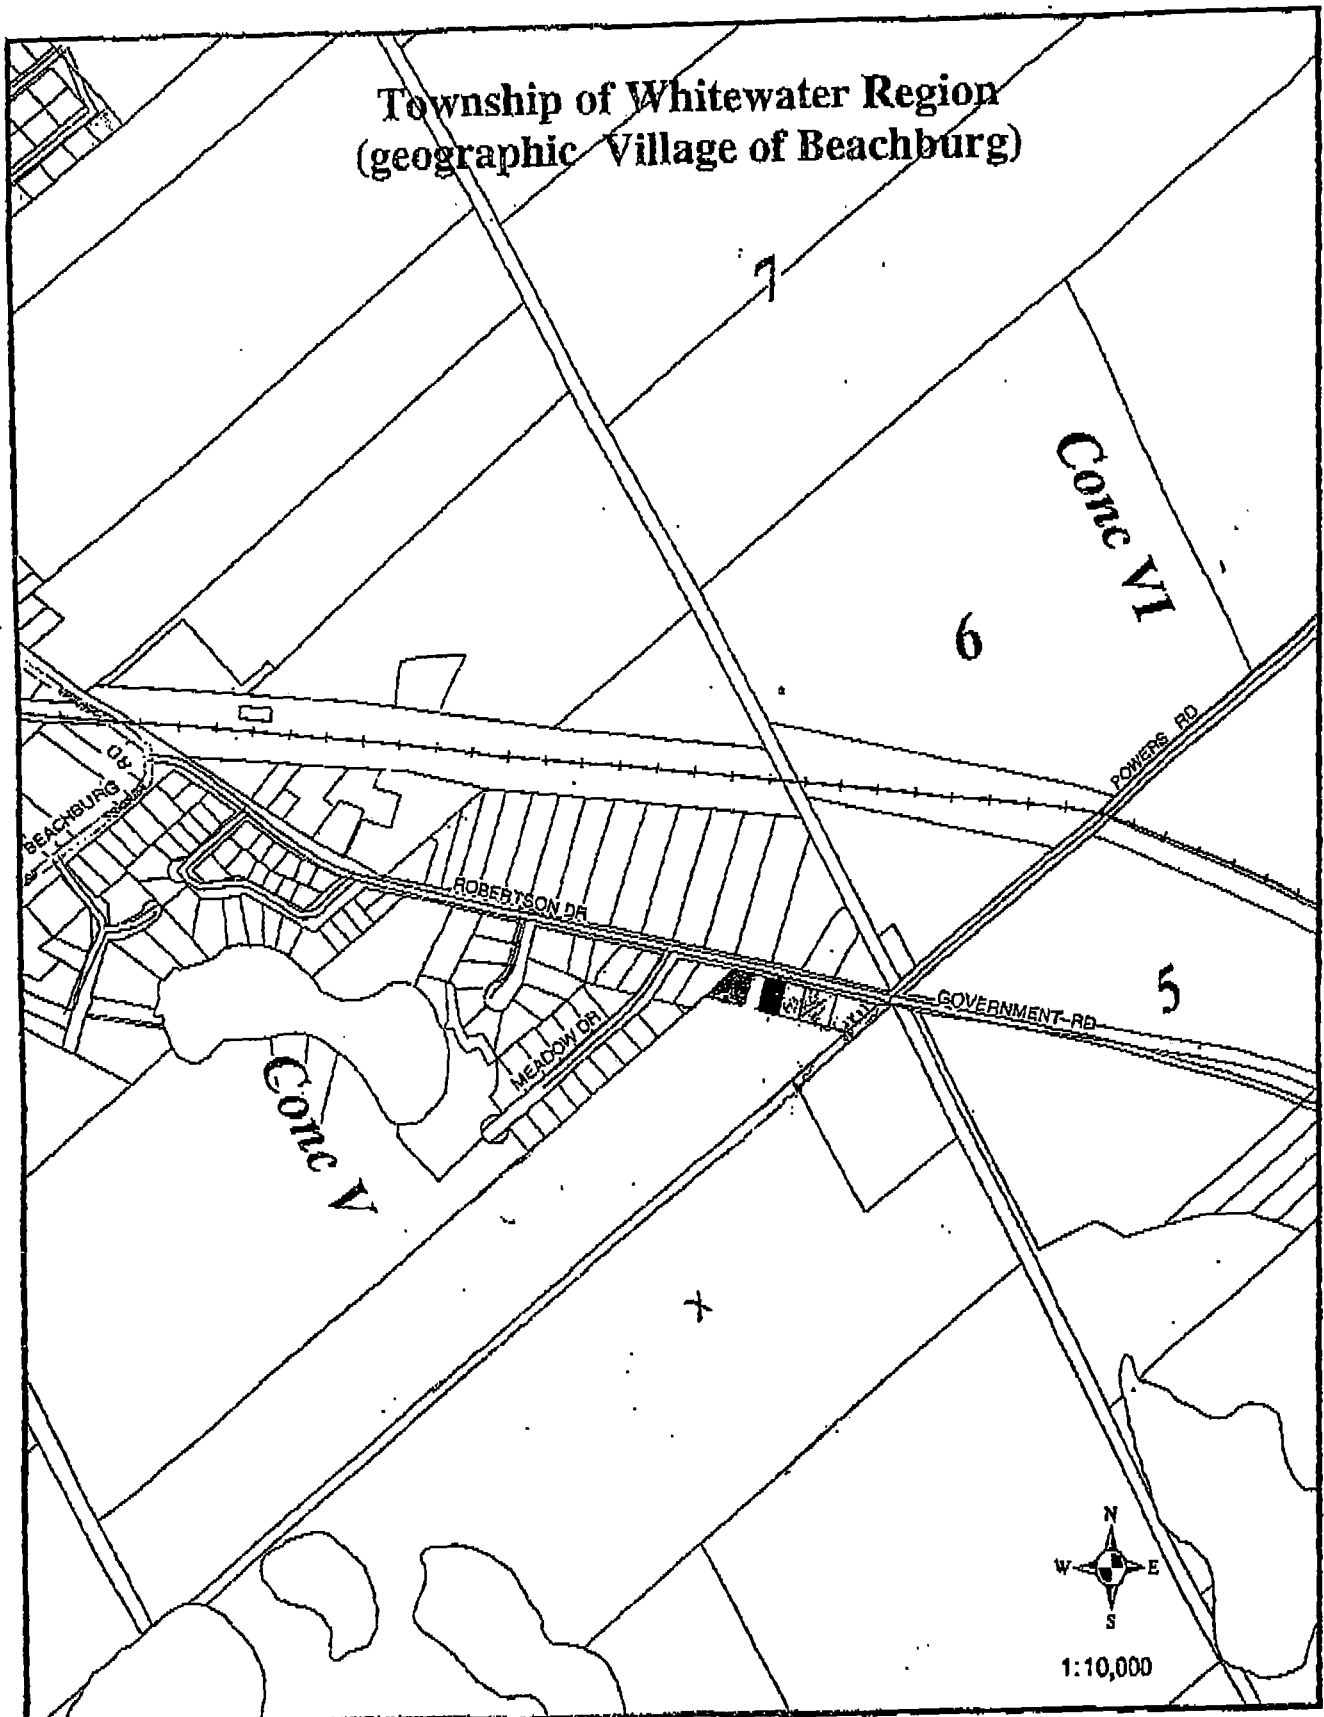 Township of Whitewater Region
(geographic Village of Beachburg)
7
Conc VI
6
POWERS RD
BEACHBURG RD
ROBERTSON DR
5
GOVERNMENT RD
MEADOW DR
Conc V
N
W E
S
1:10,000